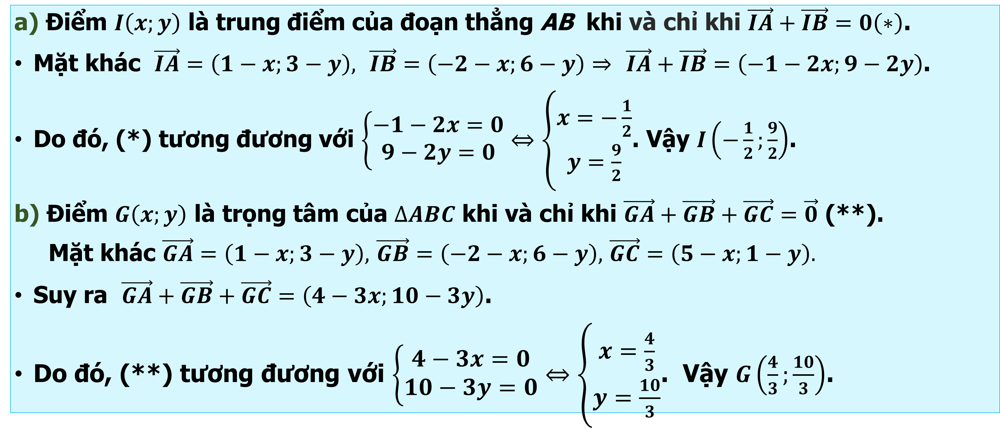 a) Điểm $I(x; y)$ là trung điểm của đoạn thẳng AB khi và chỉ khi $\overrightarrow{IA} + \overrightarrow{IB} = 0(*)$.
• Mặt khác $\overrightarrow{IA} = (1 - x; 3 - y)$, $\overrightarrow{IB} = (-2 - x; 6 - y) \Rightarrow \overrightarrow{IA} + \overrightarrow{IB} = (-1 - 2x; 9 - 2y)$.
• Do đó, (*) tương đương với $\begin{cases} -1 - 2x = 0 \\ 9 - 2y = 0 \end{cases} \Leftrightarrow \begin{cases} x = -\frac{1}{2} \\ y = \frac{9}{2} \end{cases}$. Vậy $I\left(-\frac{1}{2}; \frac{9}{2}\right)$.
b) Điểm $G(x; y)$ là trọng tâm của $\Delta ABC$ khi và chỉ khi $\overrightarrow{GA} + \overrightarrow{GB} + \overrightarrow{GC} = \overrightarrow{0}$ (**).
Mặt khác $\overrightarrow{GA} = (1 - x; 3 - y)$, $\overrightarrow{GB} = (-2 - x; 6 - y)$, $\overrightarrow{GC} = (5 - x; 1 - y)$.
• Suy ra $\overrightarrow{GA} + \overrightarrow{GB} + \overrightarrow{GC} = (4 - 3x; 10 - 3y)$.
• Do đó, (**) tương đương với $\begin{cases} 4 - 3x = 0 \\ 10 - 3y = 0 \end{cases} \Leftrightarrow \begin{cases} x = \frac{4}{3} \\ y = \frac{10}{3} \end{cases}$. Vậy $G\left(\frac{4}{3}; \frac{10}{3}\right)$.